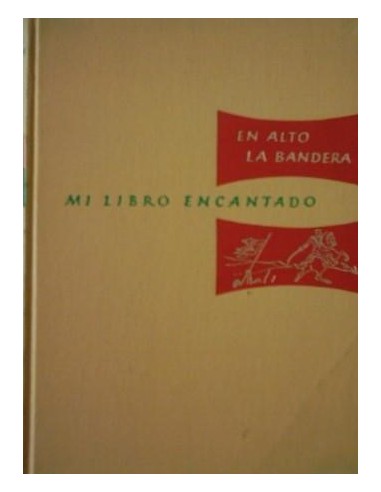 EN ALTO
LA BANDERA
MI LIBRO ENCANTADO